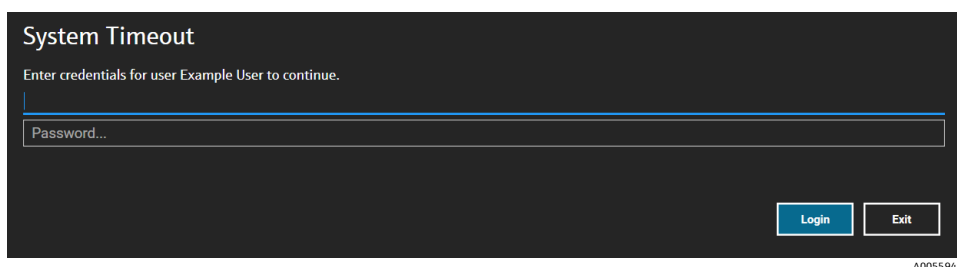 System Timeout
Enter credentials for user Example User to continue.
Password...
Login Exit